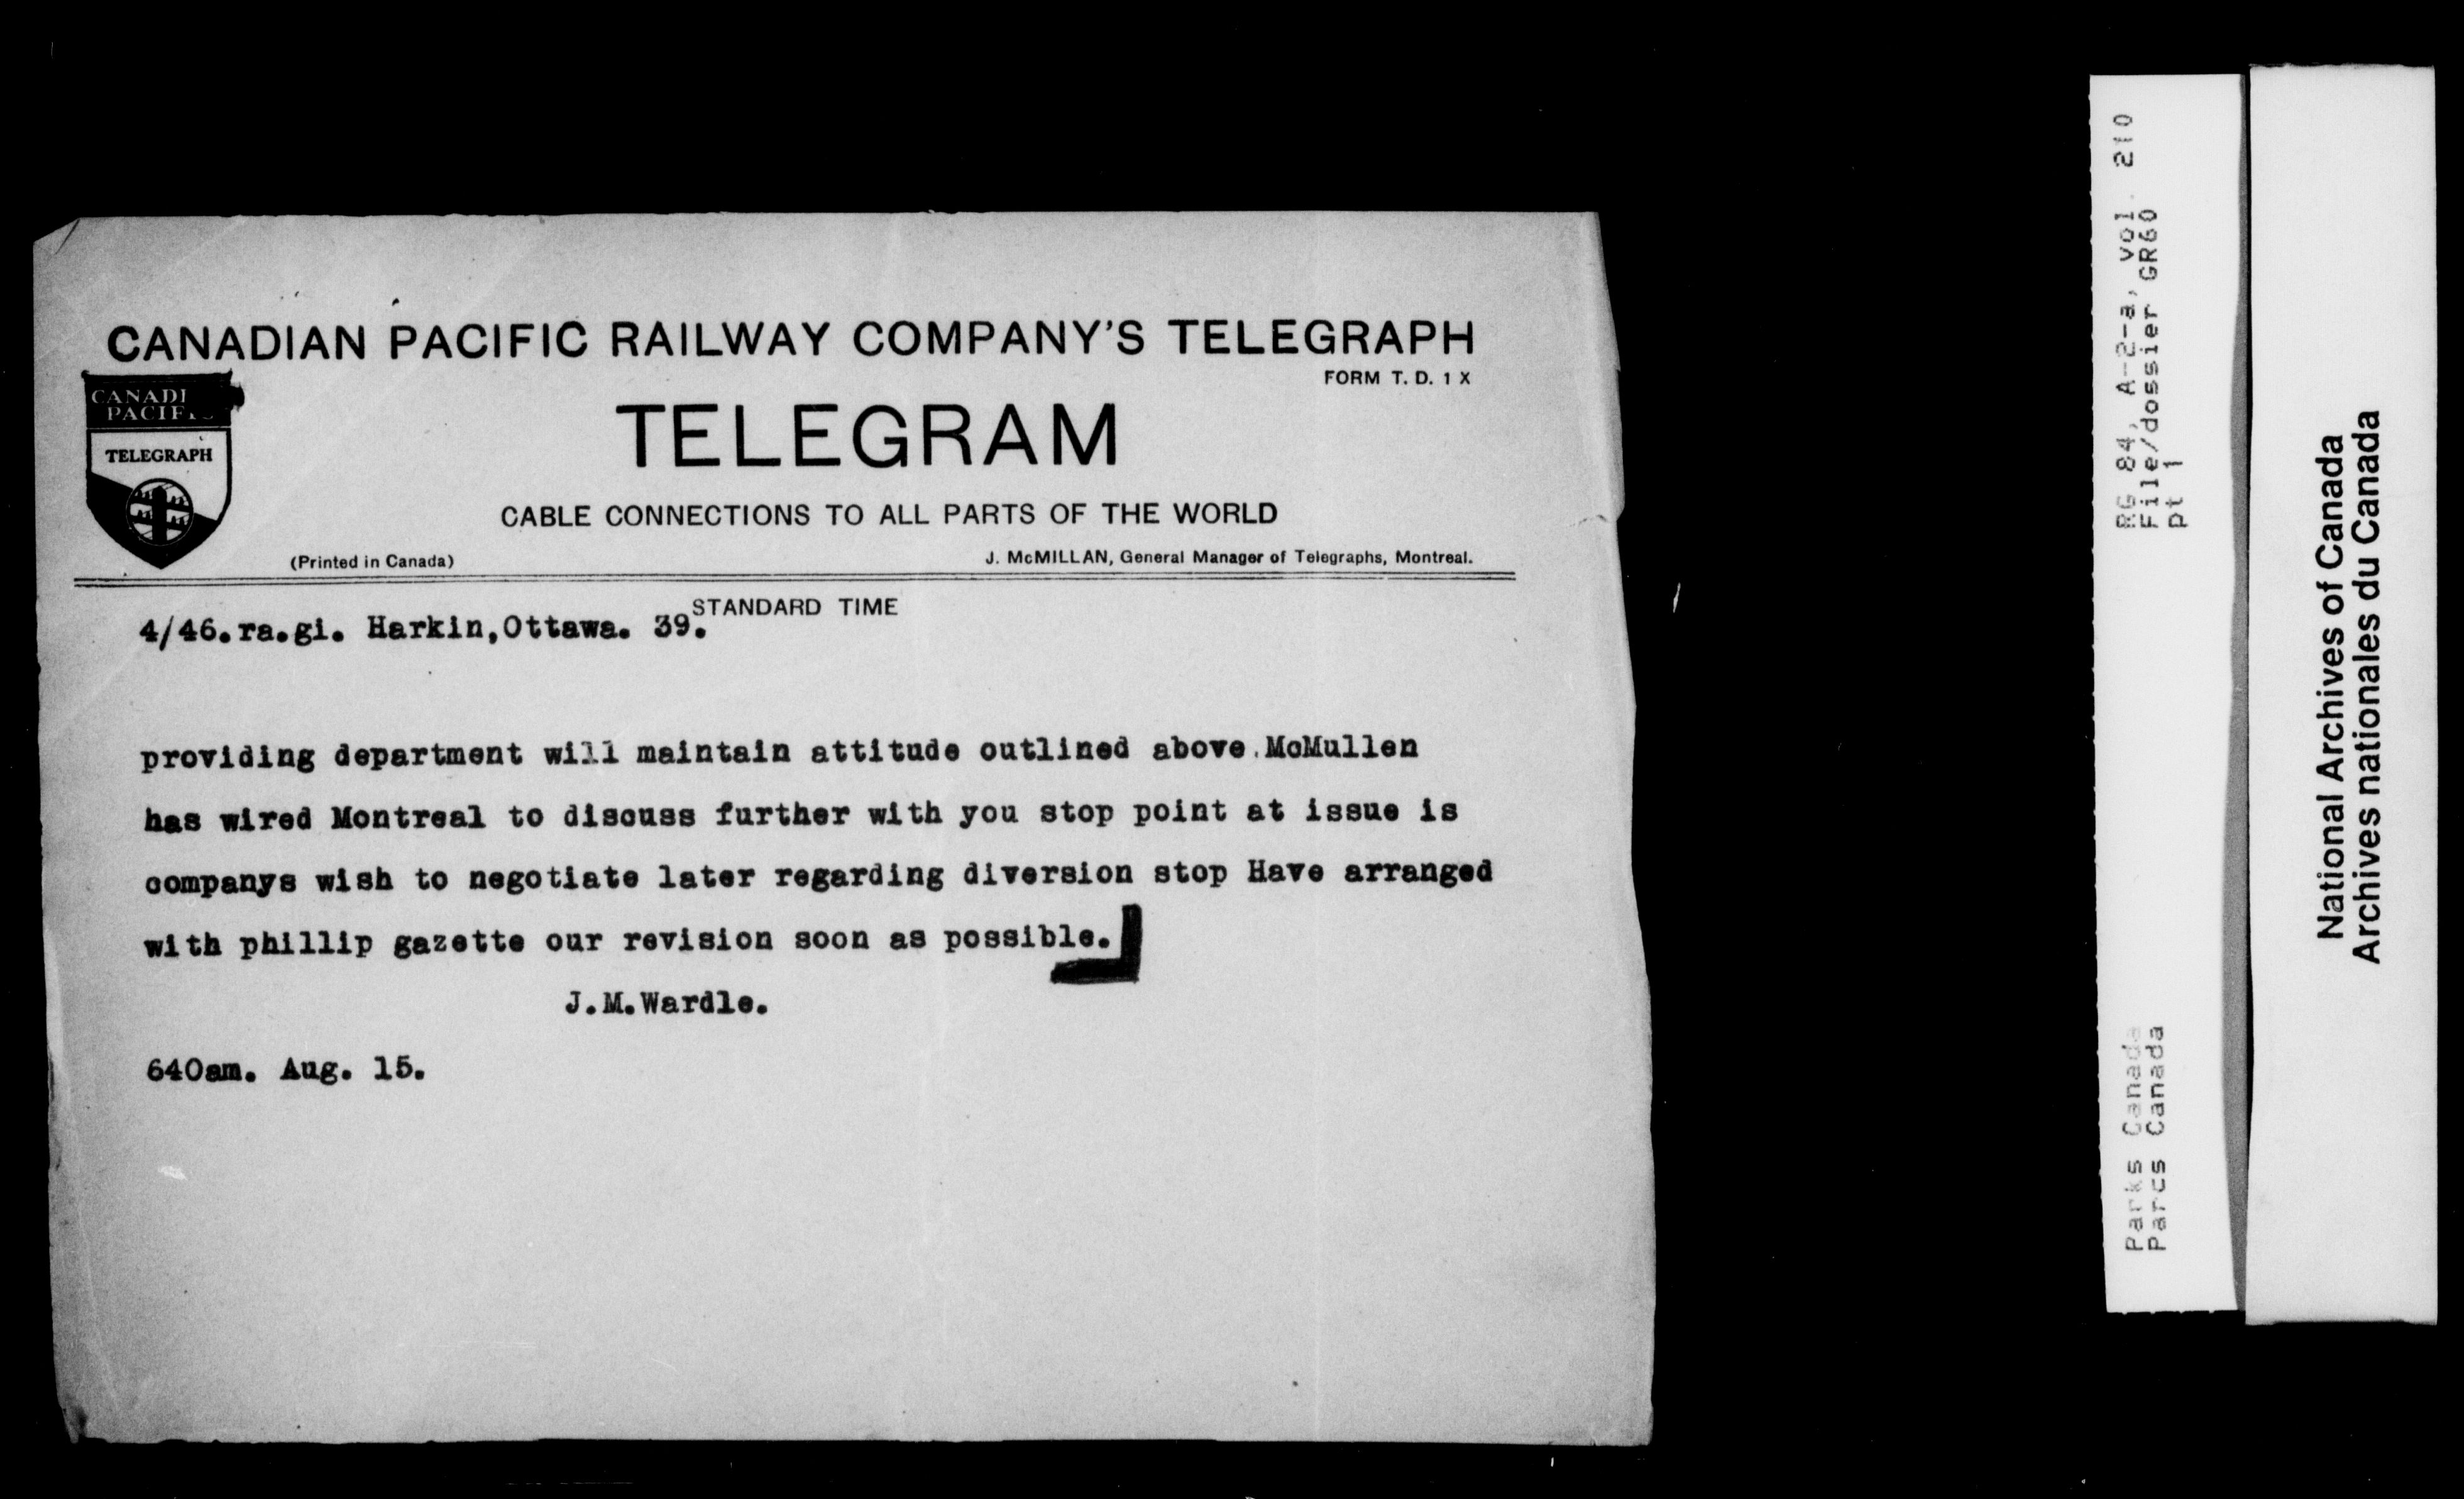 CANADIAN PACIFIC RAILWAY COMPANY'S TELEGRAPH
FORM T. D. 1 X
CANADI
PACIFI
TELEGRAPH
TELEGRAM
CABLE CONNECTIONS TO ALL PARTS OF THE WORLD
(Printed in Canada)
J. McMILLAN, General Manager of Telegraphs, Montreal.
STANDARD TIME
4/46.ra.gi. Harkin,Ottawa. 39.
providing department will maintain attitude outlined above.McMullen
has wired Montreal to discuss further with you stop point at issue is
companys wish to negotiate later regarding diversion stop Have arranged
with phillip gazette our revision soon as possible.
J.M.Wardle.
640am. Aug. 15.
RG 84, A-2-a, vol. 210
File/dossier GR60
pt 1
Parks Canada
Parcs Canada
National Archives of Canada
Archives nationales du Canada